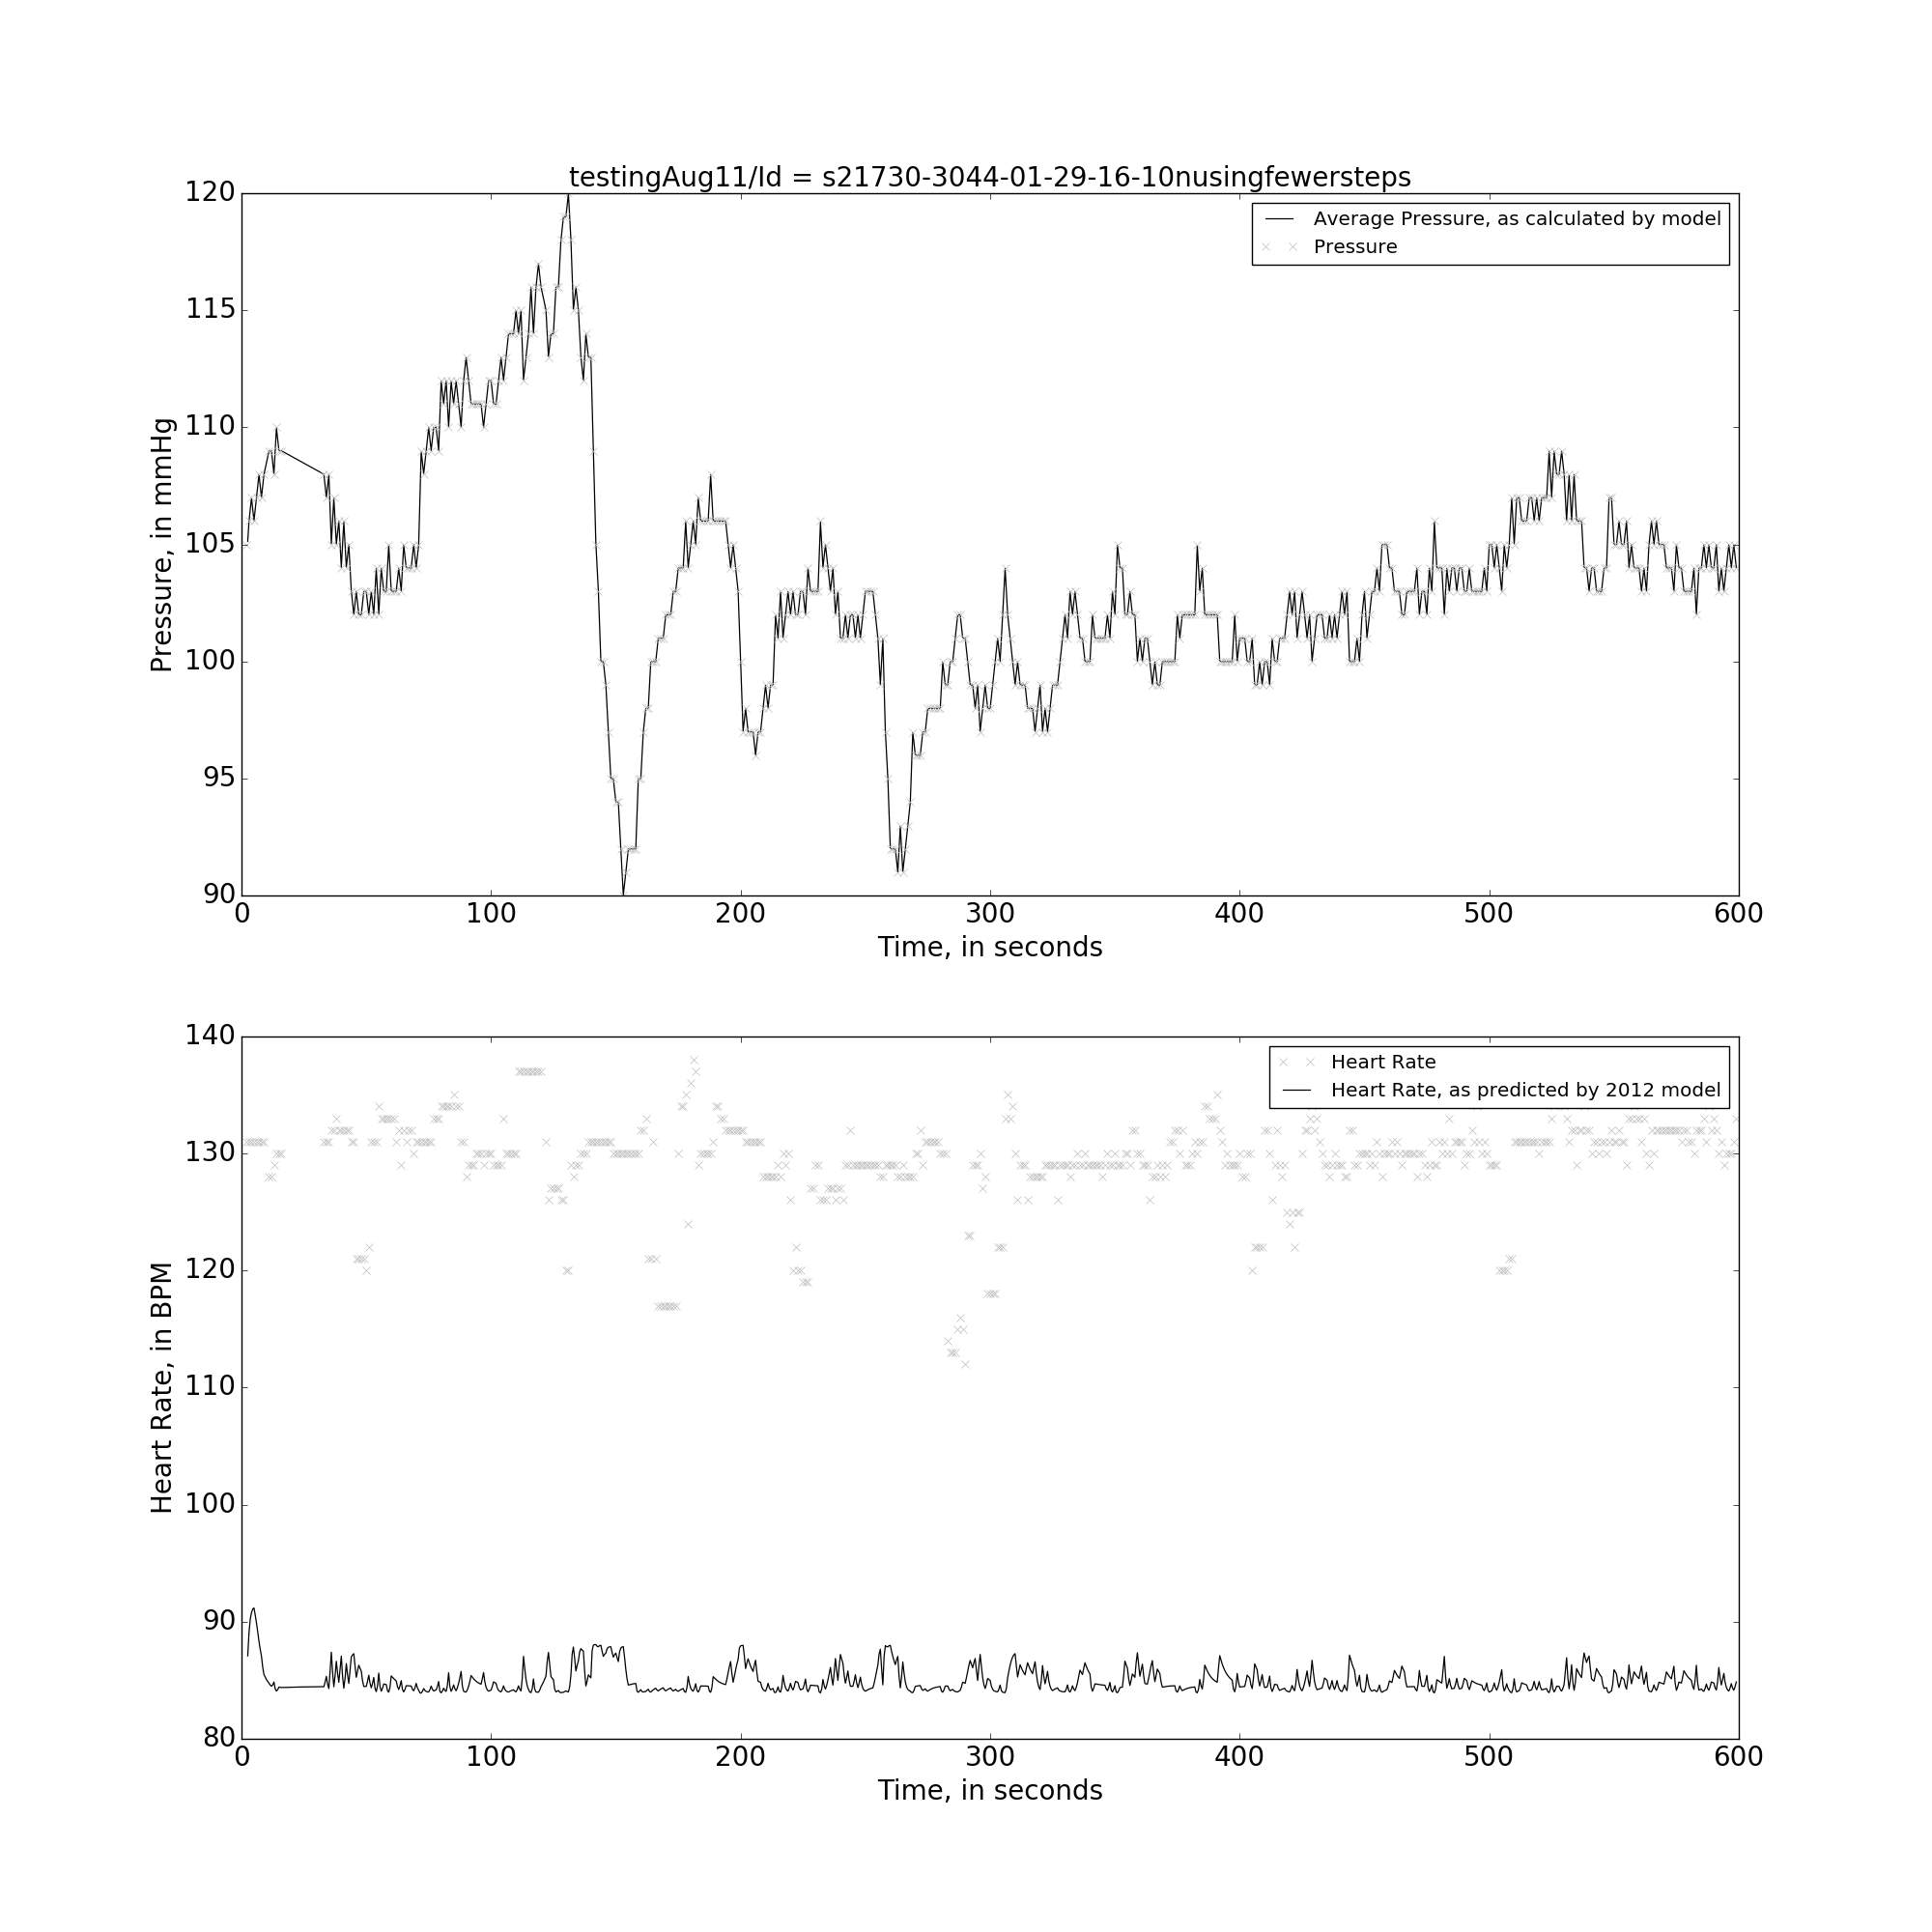 testingAug11/Id = s21730-3044-01-29-16-10nusingfewersteps
120
115
110
105
100
95
90
Pressure, in mmHg
Average Pressure, as calculated by model
Pressure
0 100 200 300 400 500 600
Time, in seconds
140
130
120
110
100
90
80
Heart Rate, in BPM
Heart Rate
Heart Rate, as predicted by 2012 model
0 100 200 300 400 500 600
Time, in seconds